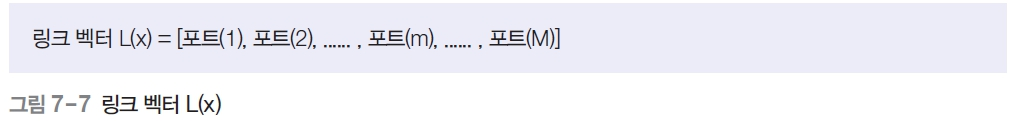 링크 벡터 L(x) = [포트(1), 포트(2), ...... , 포트(m), ...... , 포트(M)]
그림 7-7 링크 벡터 L(x)